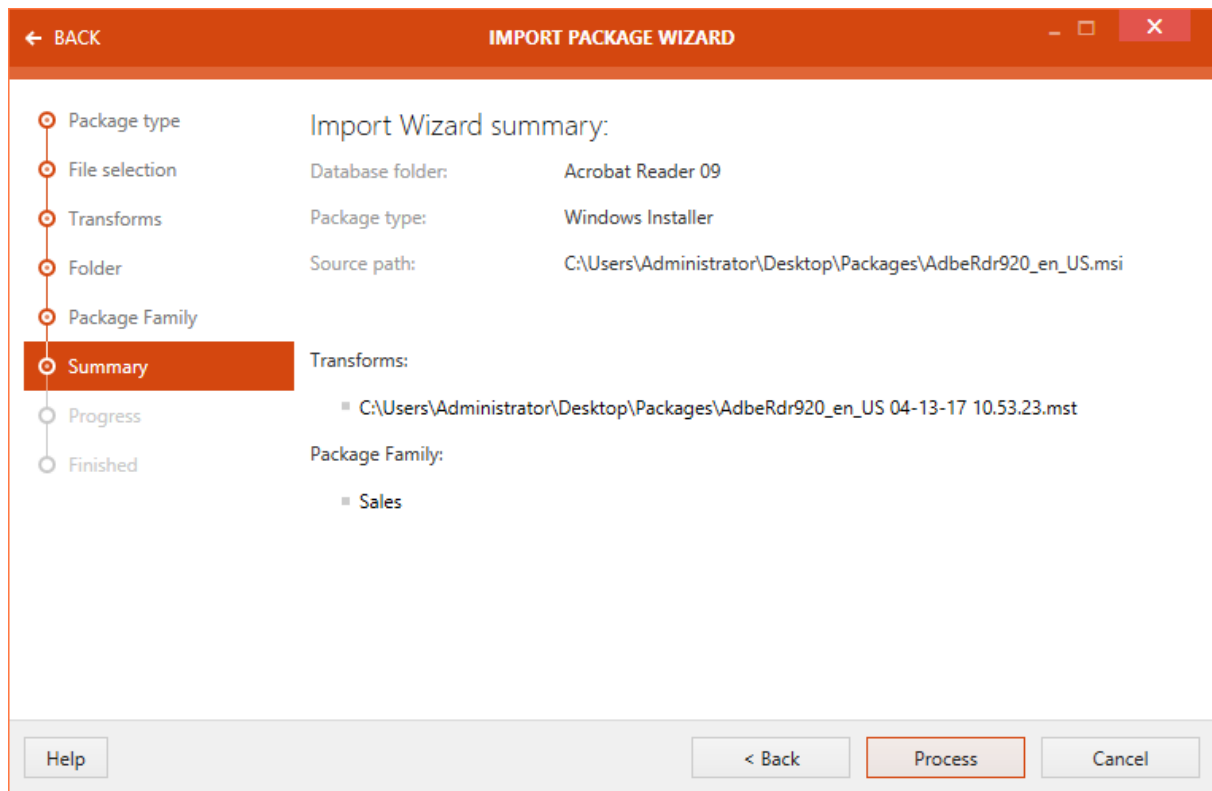 ← BACK
IMPORT PACKAGE WIZARD
Package type
File selection
Transforms
Folder
Package Family
Summary
Progress
Finished
Import Wizard summary:
Database folder: Acrobat Reader 09
Package type: Windows Installer
Source path: C:\Users\Administrator\Desktop\Packages\AdbeRdr920_en_US.msi
Transforms:
C:\Users\Administrator\Desktop\Packages\AdbeRdr920_en_US 04-13-17 10.53.23.mst
Package Family:
Sales
Help
< Back
Process
Cancel